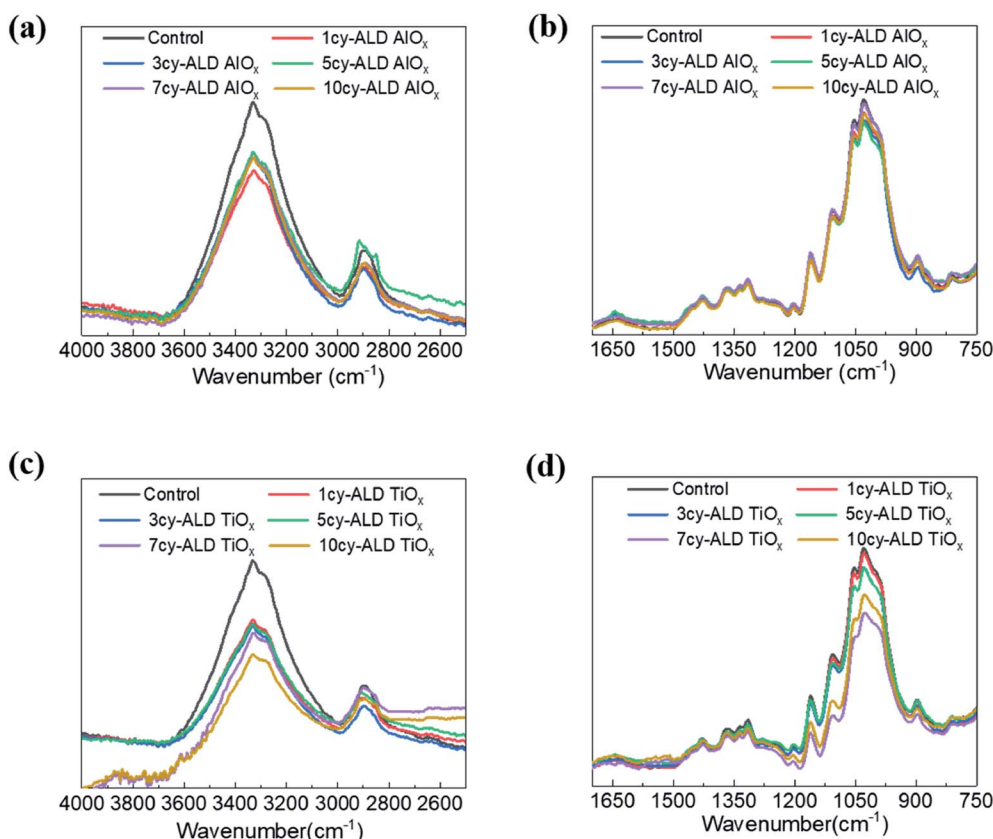 (a)
Control 1cy-ALD AlOₓ
3cy-ALD AlOₓ 5cy-ALD AlOₓ
7cy-ALD AlOₓ 10cy-ALD AlOₓ
4000 3600 3400 3200 3000 2800 2600
Wavenumber (cm⁻¹)
(b)
Control 1cy-ALD AlOₓ
3cy-ALD AlOₓ 5cy-ALD AlOₓ
7cy-ALD AlOₓ 10cy-ALD AlOₓ
1650 1500 1350 1200 1050 900 750
Wavenumber (cm⁻¹)
(c)
Control 1cy-ALD TiOₓ
3cy-ALD TiOₓ 5cy-ALD TiOₓ
7cy-ALD TiOₓ 10cy-ALD TiOₓ
4000 3600 3400 3200 3000 2800 2600
Wavenumber(cm⁻¹)
(d)
Control 1cy-ALD TiOₓ
3cy-ALD TiOₓ 5cy-ALD TiOₓ
7cy-ALD TiOₓ 10cy-ALD TiOₓ
1650 1500 1350 1200 1050 900 750
Wavenumber (cm⁻¹)